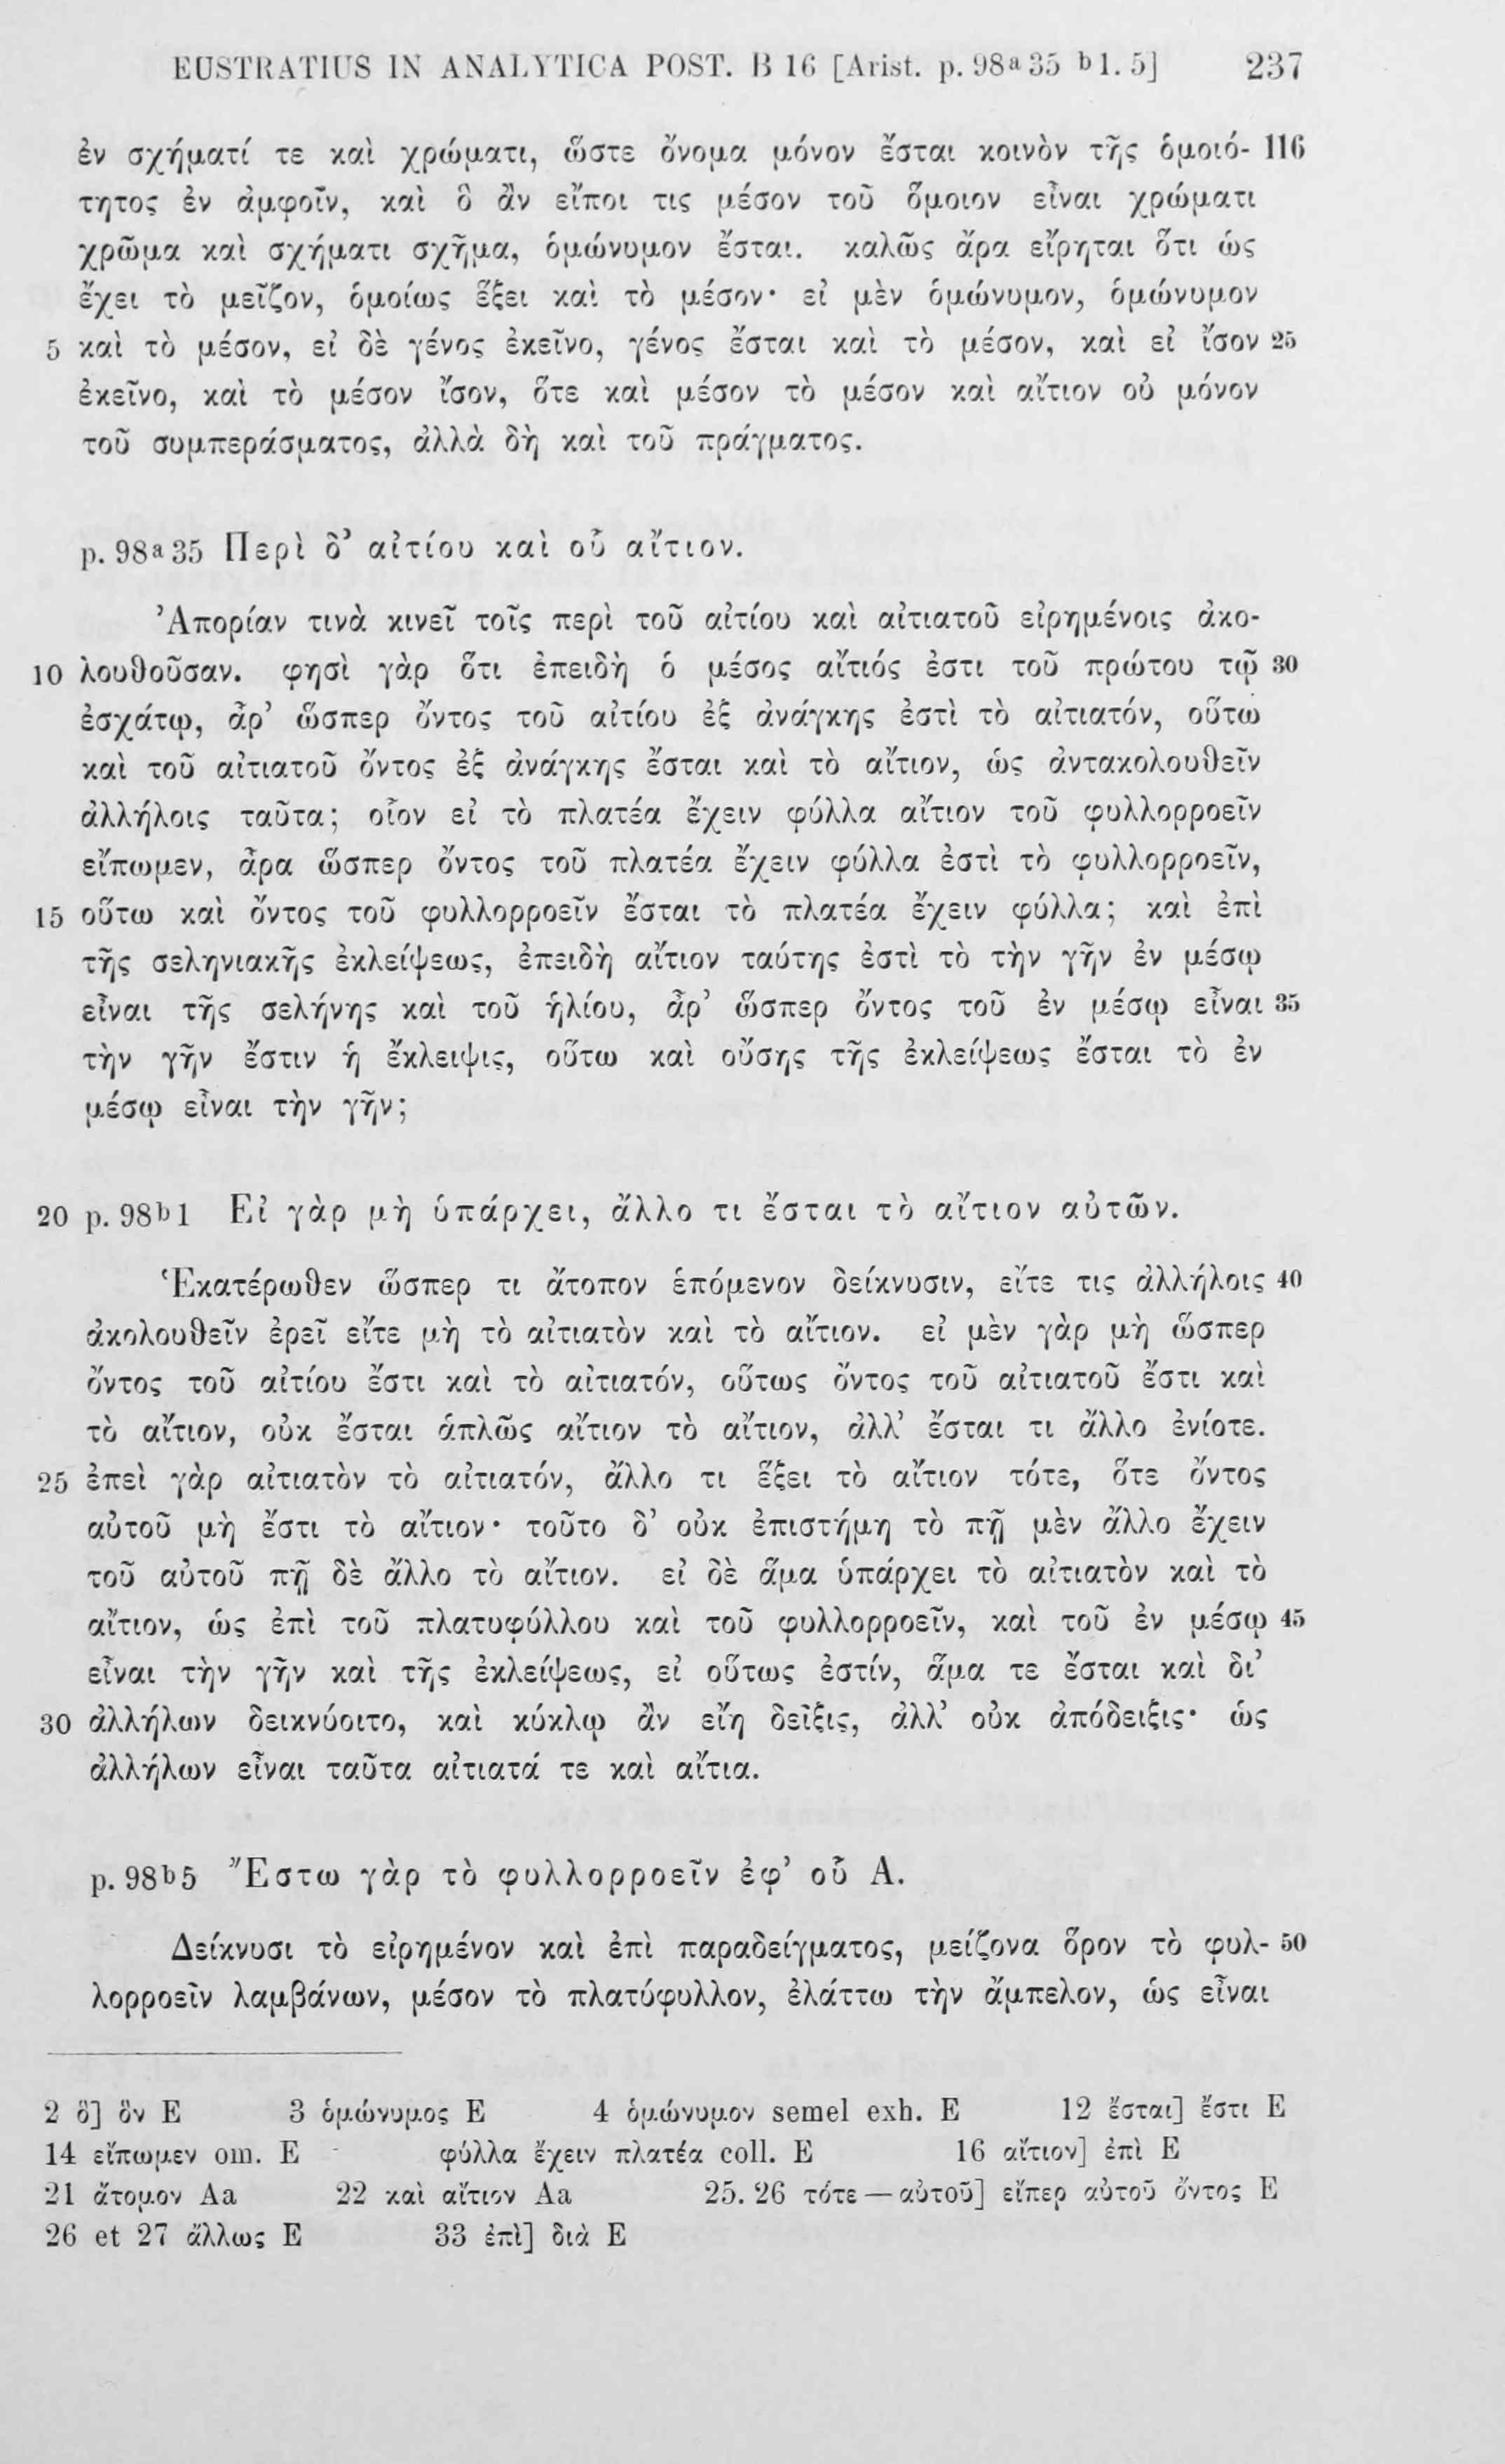 EUSTRATIUS IN ANALYTICA POST. B 16 [Arist. p. 98ª 35 ᵇ 1. 5] 237
ἐν σχήματί τε καὶ χρώματι, ὥστε ὄνομα μόνον ἔσται κοινὸν τῆς ὁμοιό- 116
τητος ἐν ἀμφοῖν, καὶ ὃ ἂν εἴποι τις μέσον τοῦ ὅμοιον εἶναι χρώματι
χρῶμα καὶ σχήματι σχῆμα, ὁμώνυμον ἔσται. καλῶς ἄρα εἴρηται ὅτι ὡς
ἔχει τὸ μεῖζον, ὁμοίως ἕξει καὶ τὸ μέσον· εἰ μὲν ὁμώνυμον, ὁμώνυμον
5 καὶ τὸ μέσον, εἰ δὲ γένος ἐκεῖνο, γένος ἔσται καὶ τὸ μέσον, καὶ εἰ ἴσον 25
ἐκεῖνο, καὶ τὸ μέσον ἴσον, ὅτε καὶ μέσον τὸ μέσον καὶ αἴτιον οὐ μόνον
τοῦ συμπεράσματος, ἀλλὰ δὴ καὶ τοῦ πράγματος.
p. 98ª 35 Περὶ δ’ αἰτίου καὶ οὗ αἴτιον.
Ἀπορίαν τινὰ κινεῖ τοῖς περὶ τοῦ αἰτίου καὶ αἰτιατοῦ εἰρημένοις ἀκο-
10 λουθοῦσαν. φησὶ γὰρ ὅτι ἐπειδὴ ὁ μέσος αἴτιός ἐστι τοῦ πρώτου τῷ 30
ἐσχάτῳ, ἆρ’ ὥσπερ ὄντος τοῦ αἰτίου ἐξ ἀνάγκης ἐστὶ τὸ αἰτιατόν, οὕτω
καὶ τοῦ αἰτιατοῦ ὄντος ἐξ ἀνάγκης ἔσται καὶ τὸ αἴτιον, ὡς ἀντακολουθεῖν
ἀλλήλοις ταῦτα; οἷον εἰ τὸ πλατέα ἔχειν φύλλα αἴτιον τοῦ φυλλορροεῖν
εἴπωμεν, ἆρα ὥσπερ ὄντος τοῦ πλατέα ἔχειν φύλλα ἐστὶ τὸ φυλλορροεῖν,
15 οὕτω καὶ ὄντος τοῦ φυλλορροεῖν ἔσται τὸ πλατέα ἔχειν φύλλα; καὶ ἐπὶ
τῆς σεληνιακῆς ἐκλείψεως, ἐπειδὴ αἴτιον ταύτης ἐστὶ τὸ τὴν γῆν ἐν μέσῳ
εἶναι τῆς σελήνης καὶ τοῦ ἡλίου, ἆρ’ ὥσπερ ὄντος τοῦ ἐν μέσῳ εἶναι 35
τὴν γῆν ἔστιν ἡ ἔκλειψις, οὕτω καὶ οὔσης τῆς ἐκλείψεως ἔσται τὸ ἐν
μέσῳ εἶναι τὴν γῆν;
20 p. 98ᵇ 1 Εἰ γὰρ μὴ ὑπάρχει, ἄλλο τι ἔσται τὸ αἴτιον αὐτῶν.
Ἑκατέρωθεν ὥσπερ τι ἄτοπον ἑπόμενον δείκνυσιν, εἴτε τις ἀλλήλοις 40
ἀκολουθεῖν ἐρεῖ εἴτε μὴ τὸ αἰτιατὸν καὶ τὸ αἴτιον. εἰ μὲν γὰρ μὴ ὥσπερ
ὄντος τοῦ αἰτίου ἔστι καὶ τὸ αἰτιατόν, οὕτως ὄντος τοῦ αἰτιατοῦ ἔστι καὶ
τὸ αἴτιον, οὐκ ἔσται ἁπλῶς αἴτιον τὸ αἴτιον, ἀλλ’ ἔσται τι ἄλλο ἐνίοτε.
25 ἐπεὶ γὰρ αἰτιατὸν τὸ αἰτιατόν, ἄλλο τι ἕξει τὸ αἴτιον τότε, ὅτε ὄντος
αὐτοῦ μὴ ἔστι τὸ αἴτιον· τοῦτο δ’ οὐκ ἐπιστήμη τὸ πῇ μὲν ἄλλο ἔχειν
τοῦ αὐτοῦ πῇ δὲ ἄλλο τὸ αἴτιον. εἰ δὲ ἅμα ὑπάρχει τὸ αἰτιατὸν καὶ τὸ
αἴτιον, ὡς ἐπὶ τοῦ πλατυφύλλου καὶ τοῦ φυλλορροεῖν, καὶ τοῦ ἐν μέσῳ 45
εἶναι τὴν γῆν καὶ τῆς ἐκλείψεως, εἰ οὕτως ἐστίν, ἅμα τε ἔσται καὶ δι’
30 ἀλλήλων δεικνύοιτο, καὶ κύκλῳ ἂν εἴη δεῖξις, ἀλλ’ οὐκ ἀπόδειξις· ὡς
ἀλλήλων εἶναι ταῦτα αἰτιατά τε καὶ αἴτια.
p. 98ᵇ 5 Ἔστω γὰρ τὸ φυλλορροεῖν ἐφ’ οὗ Α.
Δείκνυσι τὸ εἰρημένον καὶ ἐπὶ παραδείγματος, μείζονα ὅρον τὸ φυλ- 50
λορροεῖν λαμβάνων, μέσον τὸ πλατύφυλλον, ἐλάττω τὴν ἄμπελον, ὡς εἶναι
2 ὃ] ὃν E 3 ὁμώνυμος E 4 ὁμώνυμον semel exh. E 12 ἔσται] ἔστι E
14 εἴπωμεν om. E φύλλα ἔχειν πλατέα coll. E 16 αἴτιον] ἐπὶ E
21 ἄτομον Aa 22 καὶ αἴτιον Aa 25. 26 τότε — αὐτοῦ] εἴπερ αὐτοῦ ὄντος E
26 et 27 ἄλλως E 33 ἐπὶ] διὰ E